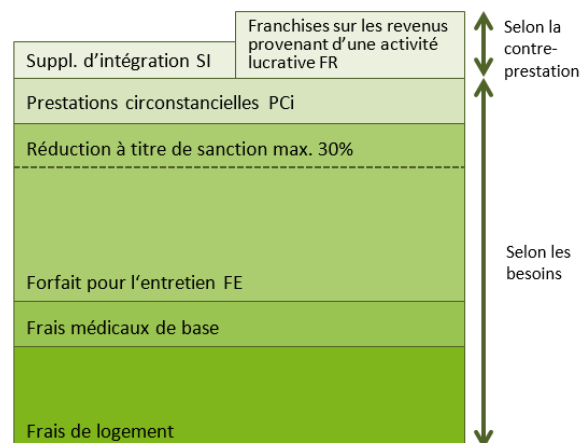 Franchises sur les revenus
provenant d'une activité
lucrative FR
Suppl. d'intégration SI
Selon la
contre-
prestation
Prestations circonstancielles PCi
Réduction à titre de sanction max. 30%
Selon les
besoins
Forfait pour l'entretien FE
Frais médicaux de base
Frais de logement